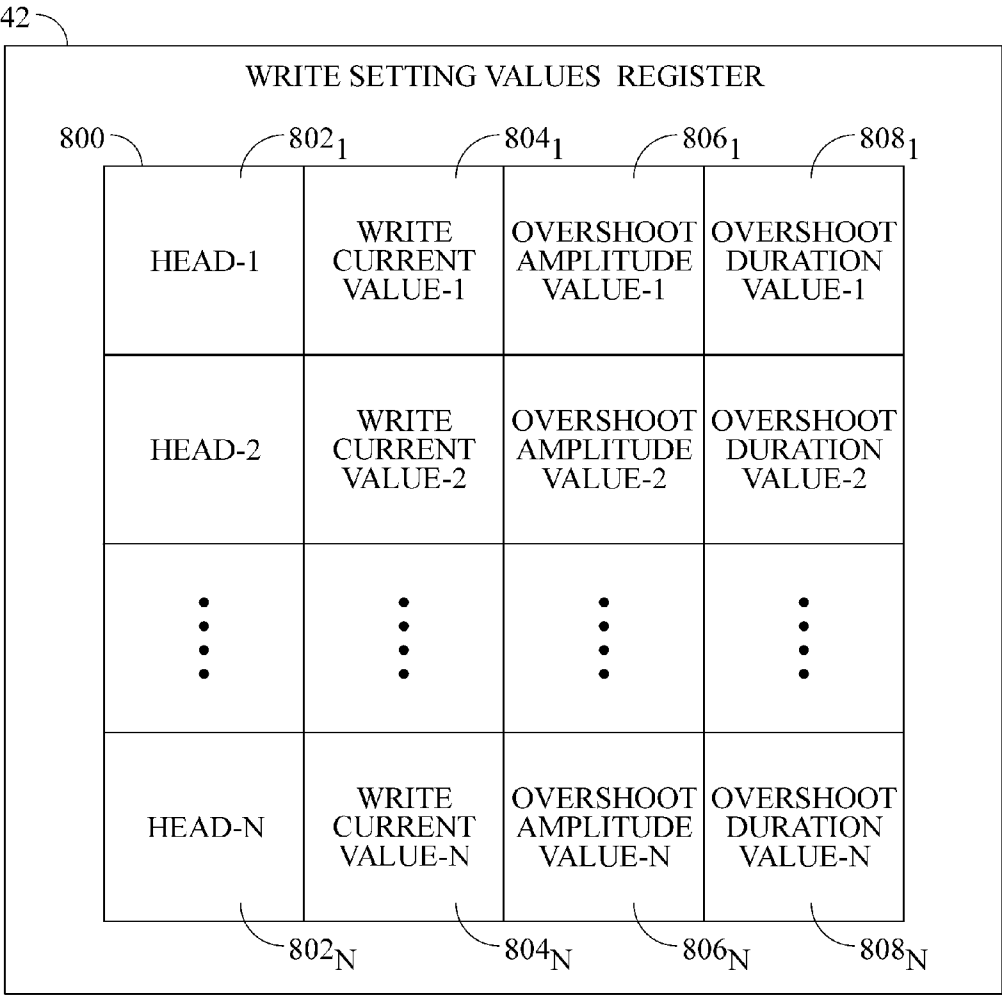 42
WRITE SETTING VALUES REGISTER
800
802₁
804₁
806₁
808₁
HEAD-1
WRITE
CURRENT
VALUE-1
OVERSHOOT
AMPLITUDE
VALUE-1
OVERSHOOT
DURATION
VALUE-1
HEAD-2
WRITE
CURRENT
VALUE-2
OVERSHOOT
AMPLITUDE
VALUE-2
OVERSHOOT
DURATION
VALUE-2
HEAD-N
WRITE
CURRENT
VALUE-N
OVERSHOOT
AMPLITUDE
VALUE-N
OVERSHOOT
DURATION
VALUE-N
802N
804N
806N
808N